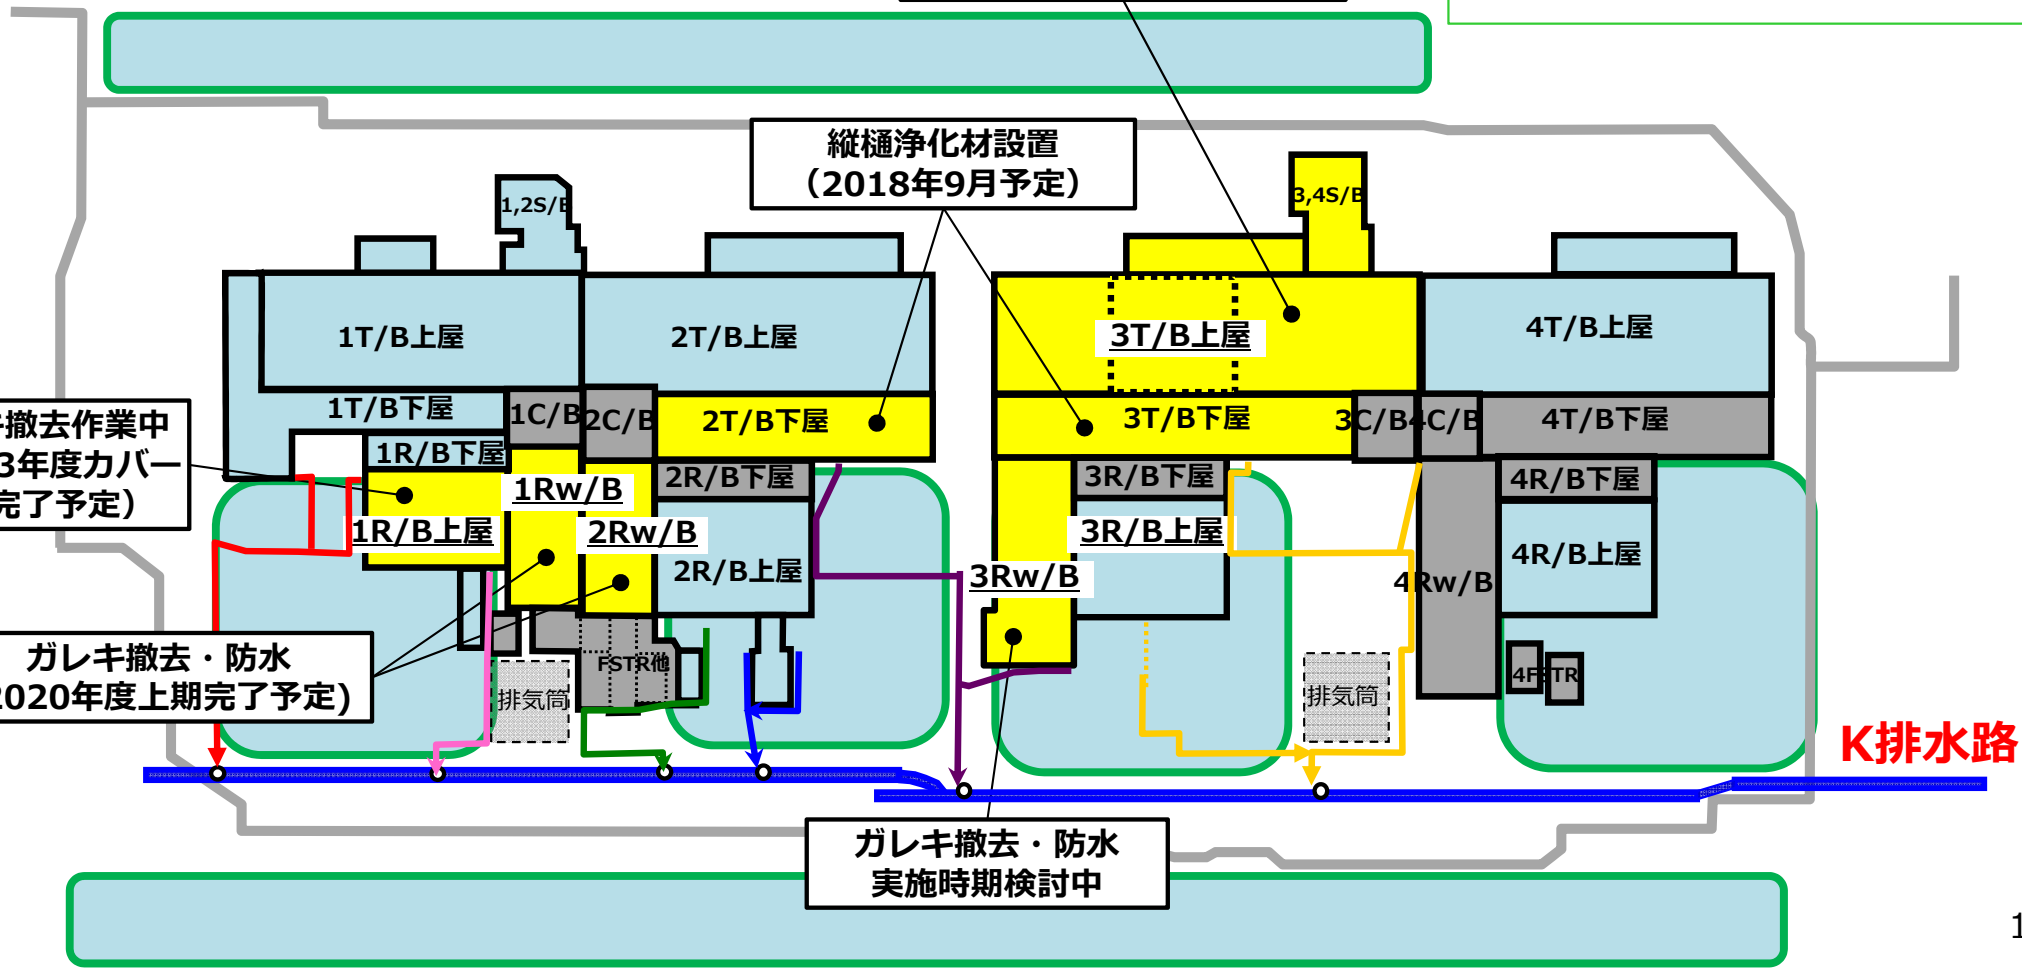 縦樋浄化材設置
（2018年9月予定）
1,2S/B
3,4S/B
1T/B上屋
2T/B上屋
3T/B上屋
4T/B上屋
1T/B下屋
1C/B
2C/B
2T/B下屋
3T/B下屋
3C/B
4C/B
4T/B下屋
撤去作業中
3年度カバー
完了予定）
1R/B下屋
2R/B下屋
3R/B下屋
4R/B下屋
1Rw/B
1R/B上屋
2Rw/B
3R/B上屋
2R/B上屋
3Rw/B
4Rw/B
4R/B上屋
ガレキ撤去・防水
2020年度上期完了予定)
FSTR他
4FSTR
排気筒
排気筒
K排水路
ガレキ撤去・防水
実施時期検討中
1